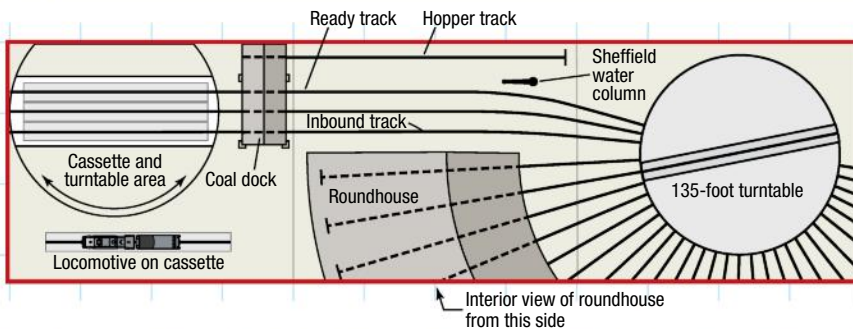 Ready track
Hopper track
Sheffield
water
column
Inbound track
Cassette and
turntable area
Coal dock
Roundhouse
135-foot turntable
Locomotive on cassette
Interior view of roundhouse
from this side